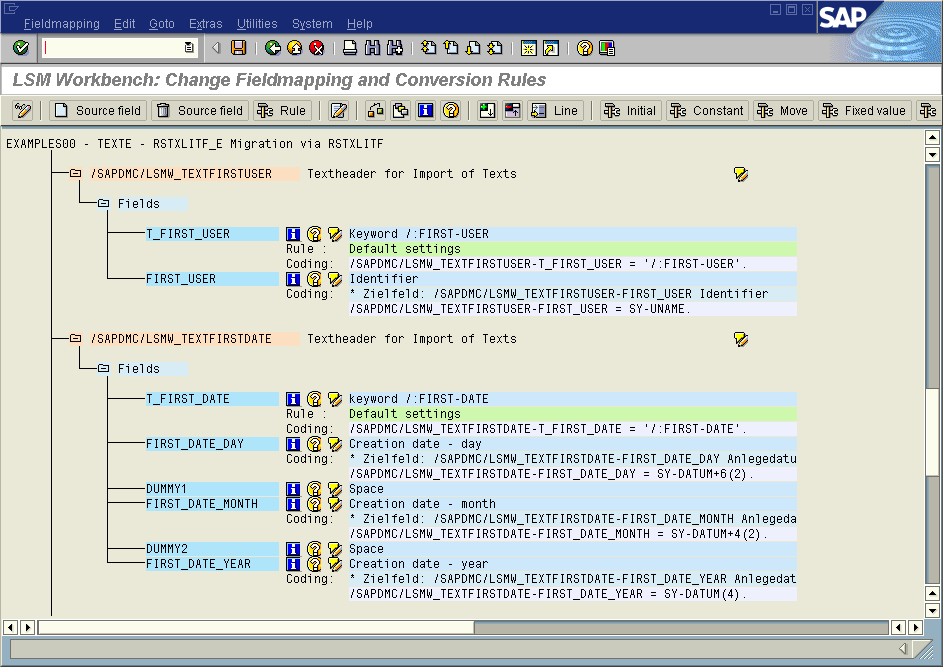 Fieldmapping Edit Goto Extras Utilities System Help
SAP
LSM Workbench: Change Fieldmapping and Conversion Rules
Source field Source field Rule Line Initial Constant Move Fixed value
EXAMPLES00 - TEXTE - RSTXLITF_E Migration via RSTXLITF
/SAPDMC/LSMW_TEXTFIRSTUSER Textheader for Import of Texts
Fields
T_FIRST_USER Keyword /:FIRST-USER
Rule : Default settings
Coding: /SAPDMC/LSMW_TEXTFIRSTUSER-T_FIRST_USER = '/:FIRST-USER'.
FIRST_USER Identifier
Coding: * Zielfeld: /SAPDMC/LSMW_TEXTFIRSTUSER-FIRST_USER Identifier
/SAPDMC/LSMW_TEXTFIRSTUSER-FIRST_USER = SY-UNAME.
/SAPDMC/LSMW_TEXTFIRSTDATE Textheader for Import of Texts
Fields
T_FIRST_DATE keyword /:FIRST-DATE
Rule : Default settings
Coding: /SAPDMC/LSMW_TEXTFIRSTDATE-T_FIRST_DATE = '/:FIRST-DATE'.
FIRST_DATE_DAY Creation date - day
Coding: * Zielfeld: /SAPDMC/LSMW_TEXTFIRSTDATE-FIRST_DATE_DAY Anlegedatu
/SAPDMC/LSMW_TEXTFIRSTDATE-FIRST_DATE_DAY = SY-DATUM+6(2).
DUMMY1 Space
FIRST_DATE_MONTH Creation date - month
Coding: * Zielfeld: /SAPDMC/LSMW_TEXTFIRSTDATE-FIRST_DATE_MONTH Anlegeda
/SAPDMC/LSMW_TEXTFIRSTDATE-FIRST_DATE_MONTH = SY-DATUM+4(2).
DUMMY2 Space
FIRST_DATE_YEAR Creation date - year
Coding: * Zielfeld: /SAPDMC/LSMW_TEXTFIRSTDATE-FIRST_DATE_YEAR Anlegedat
/SAPDMC/LSMW_TEXTFIRSTDATE-FIRST_DATE_YEAR = SY-DATUM(4).